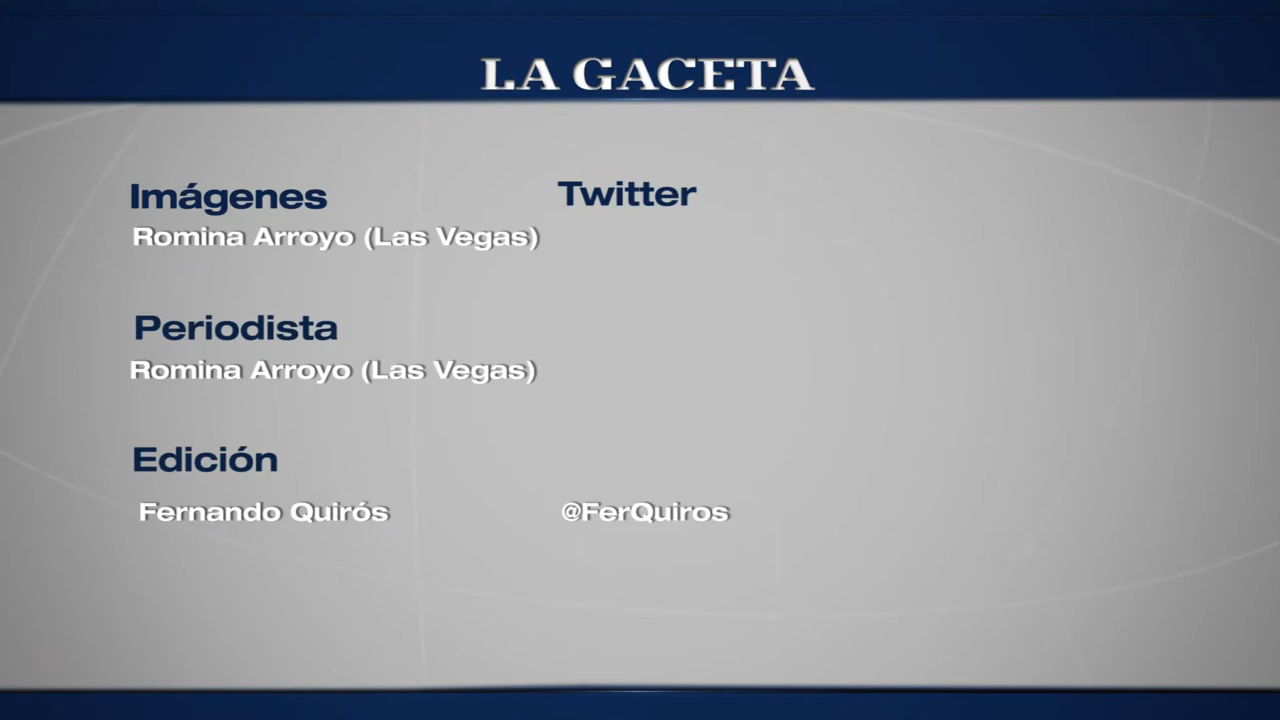 LA GACETA
Imágenes
Twitter
Romina Arroyo (Las Vegas)
Periodista
Romina Arroyo (Las Vegas)
Edición
Fernando Quirós
@FerQuiros